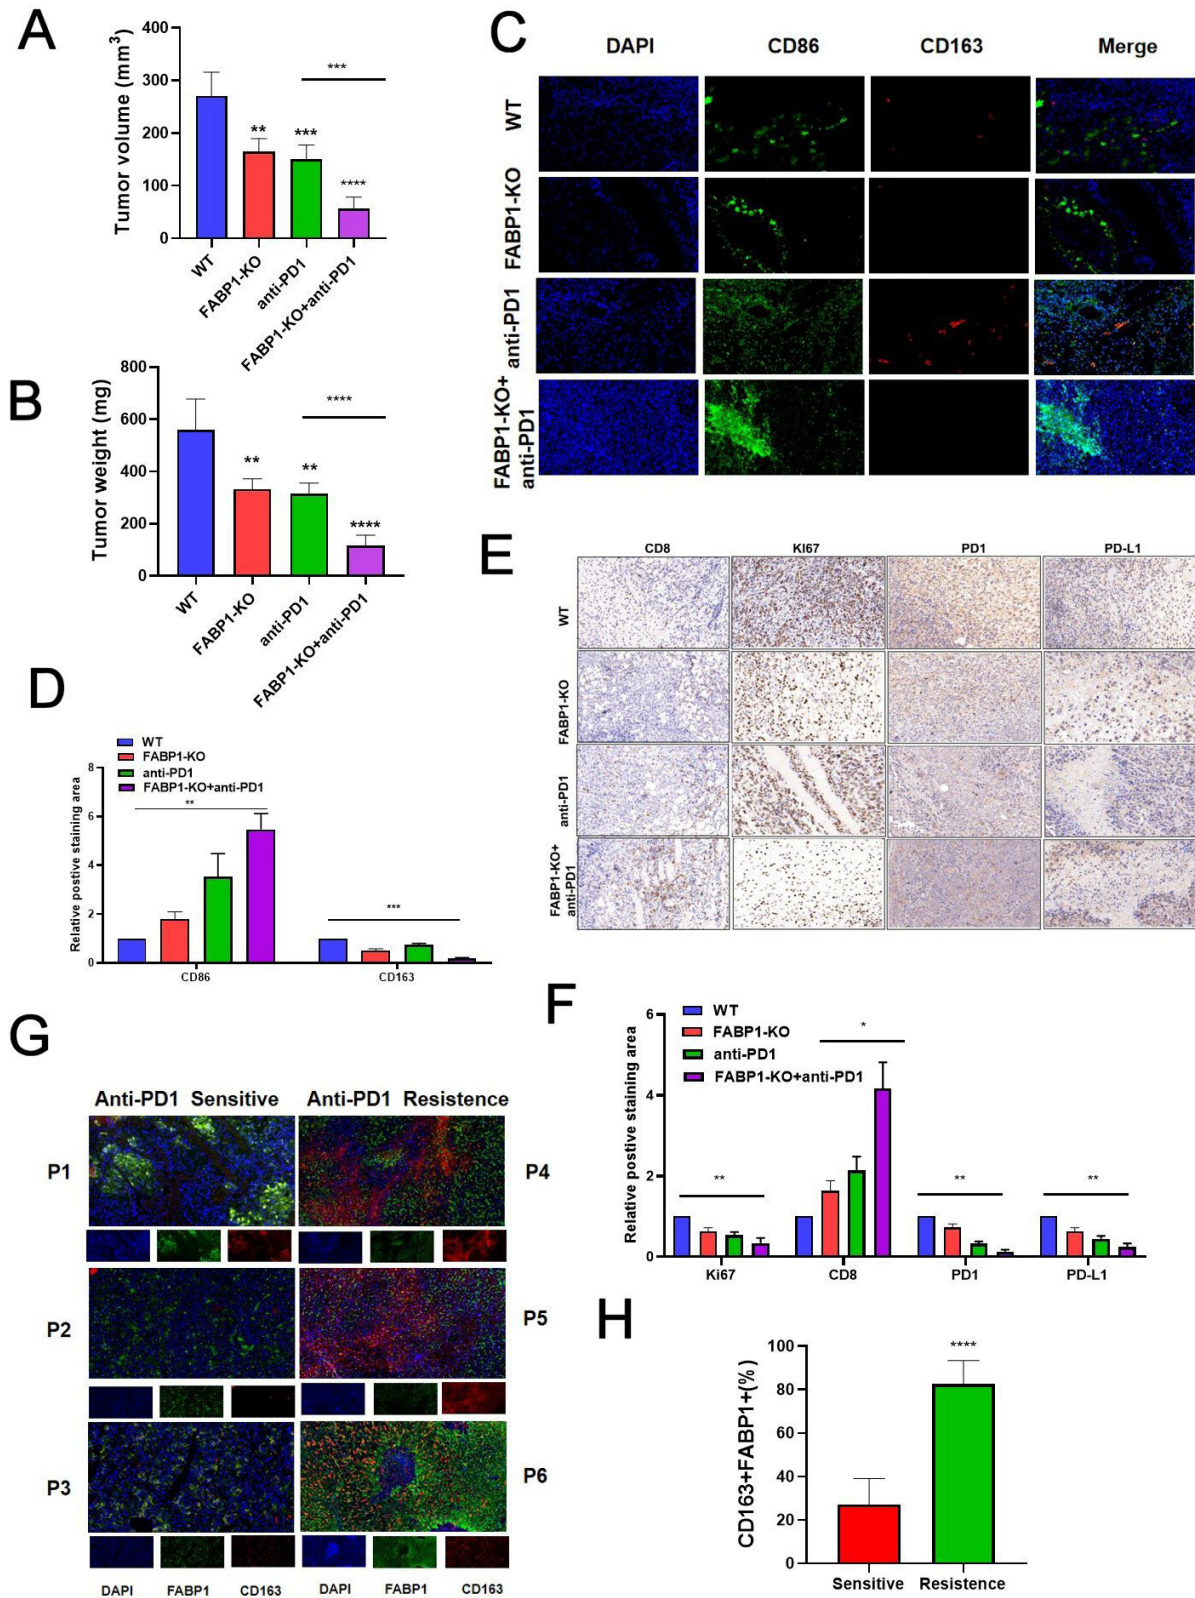 A
Tumor volume (mm3)
400
300
200
100
0
**
***
****
***
WT
FABP1-KO
anti-PD1
FABP1-KO+anti-PD1
B
Tumor weight (mg)
800
600
400
200
0
**
**
****
****
WT
FABP1-KO
anti-PD1
FABP1-KO+anti-PD1
C
DAPI CD86 CD163 Merge
WT
FABP1-KO
anti-PD1
FABP1-KO+
anti-PD1
D
WT
FABP1-KO
anti-PD1
FABP1-KO+anti-PD1
Relative postive staining area
8
6
4
2
0
**
***
CD86 CD163
E
CD8 KI67 PD1 PD-L1
WT
FABP1-KO
anti-PD1
FABP1-KO+
anti-PD1
F
WT
FABP1-KO
anti-PD1
FABP1-KO+anti-PD1
Relative postive staining area
6
4
2
0
**
*
**
**
Ki67 CD8 PD1 PD-L1
G
Anti-PD1 Sensitive Anti-PD1 Resistence
P1 P4
P2 P5
P3 P6
DAPI FABP1 CD163 DAPI FABP1 CD163
H
CD163+FABP1+(%)
100
80
60
40
20
0
****
Sensitive Resistence